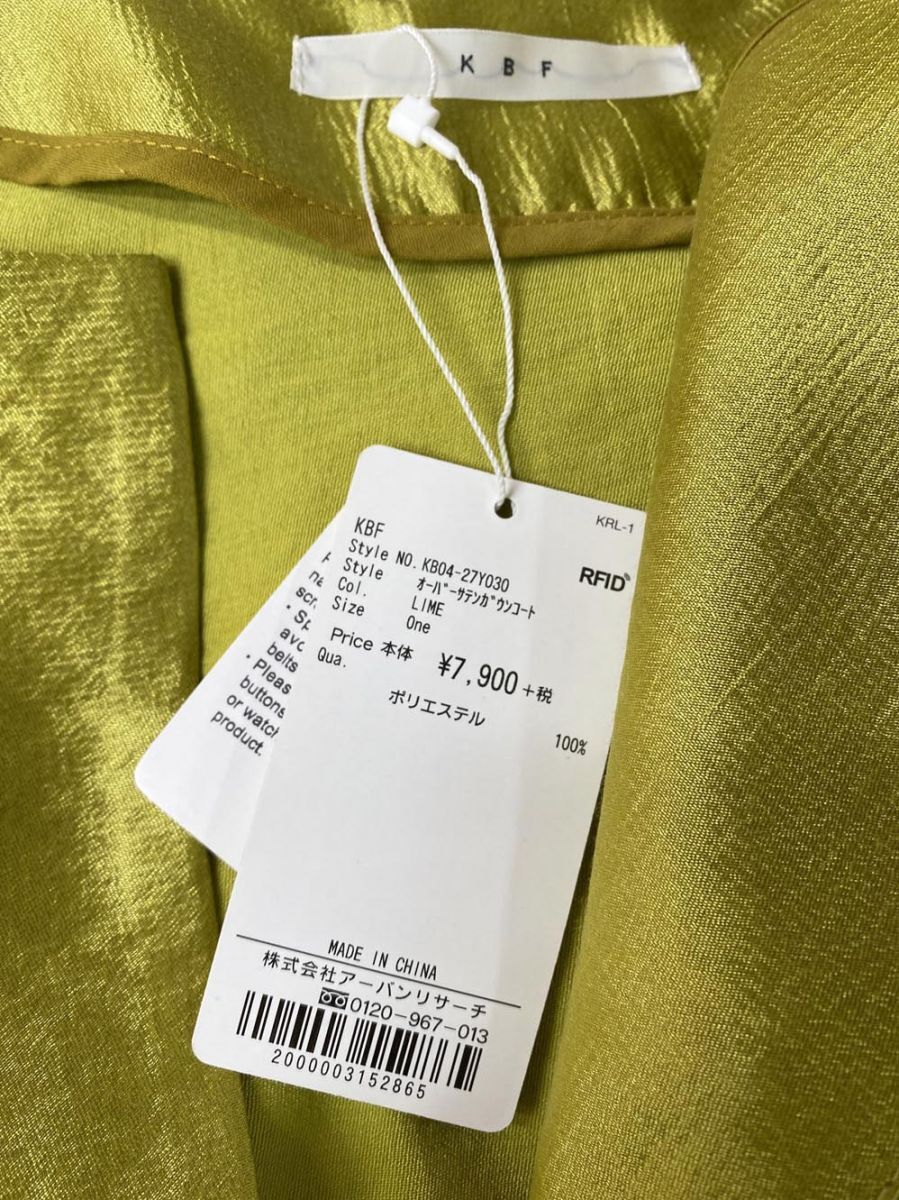 K B F
KRL-1
RFID
KBF
Style NO. KB04-27Y030
Style ｵｰﾊﾞｰｻﾃﾝｶﾞｳﾝｺｰﾄ
Col. LIME
Size One
Price 本体 ¥7,900+税
Qua.
ポリエステル 100%
MADE IN CHINA
株式会社アーバンリサーチ
0120-967-013
2000003152865
belts
・Pleas
buttons
or watch
product.